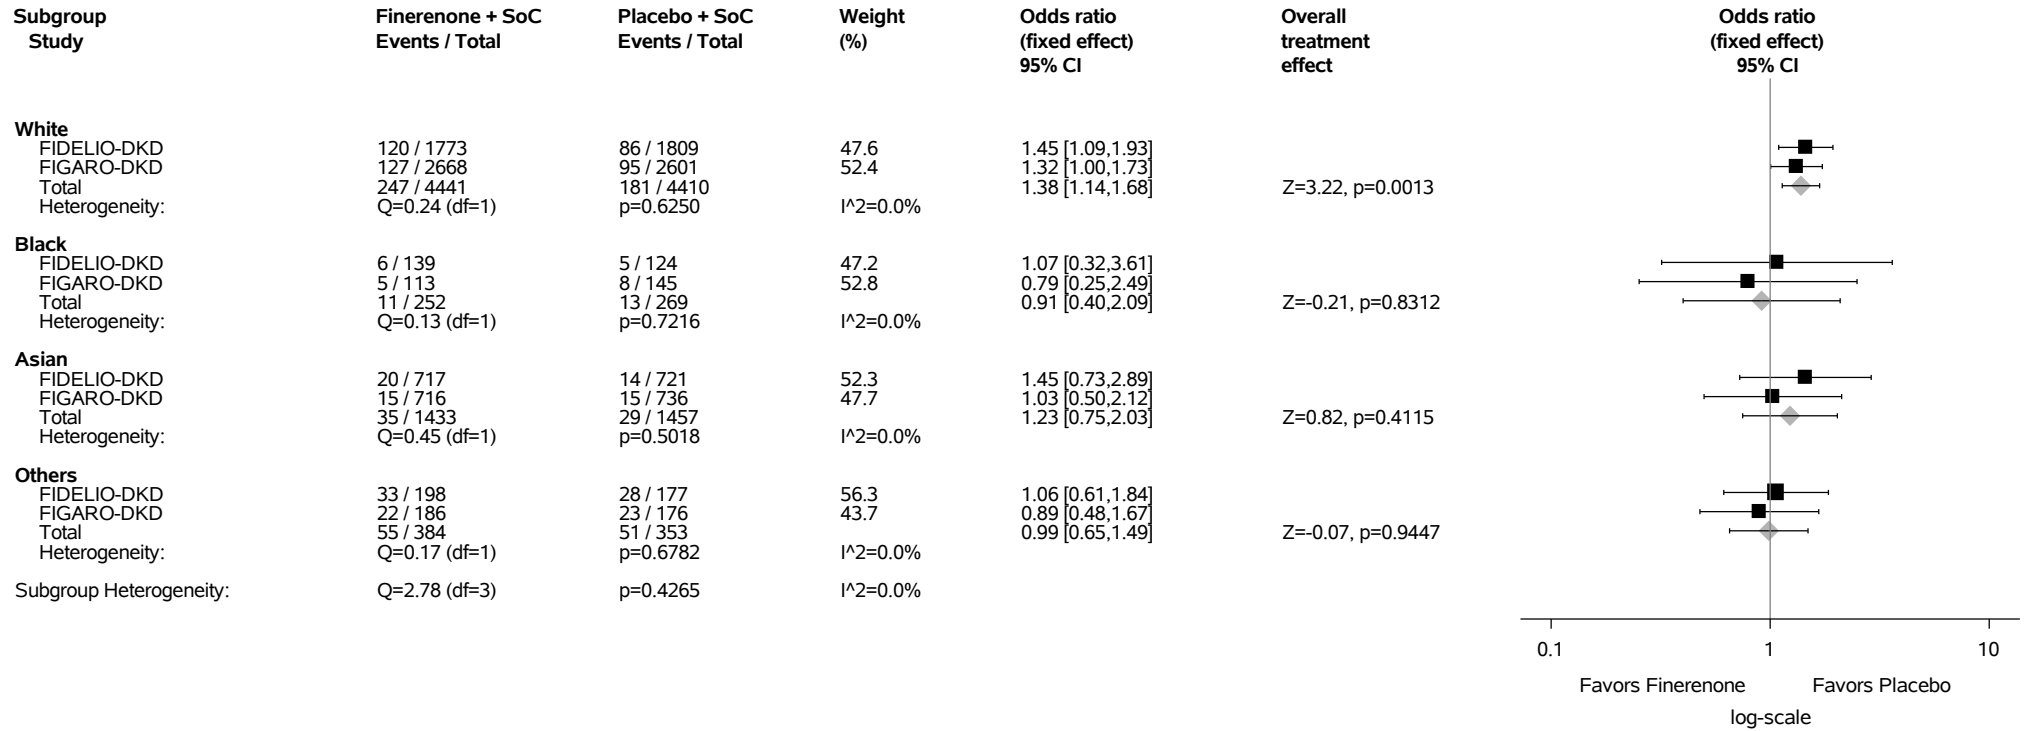 Subgroup Finerenone + SoC Placebo + SoC Weight Odds ratio Overall Odds ratio
Study Events / Total Events / Total (%) (fixed effect) treatment (fixed effect)
95% CI effect 95% CI
White
FIDELIO-DKD 120 / 1773 86 / 1809 47.6 1.45 [1.09,1.93]
FIGARO-DKD 127 / 2668 95 / 2601 52.4 1.32 [1.00,1.73]
Total 247 / 4441 181 / 4410 1.38 [1.14,1.68] Z=3.22, p=0.0013
Heterogeneity: Q=0.24 (df=1) p=0.6250 I^2=0.0%
Black
FIDELIO-DKD 6 / 139 5 / 124 47.2 1.07 [0.32,3.61]
FIGARO-DKD 5 / 113 8 / 145 52.8 0.79 [0.25,2.49]
Total 11 / 252 13 / 269 0.91 [0.40,2.09] Z=-0.21, p=0.8312
Heterogeneity: Q=0.13 (df=1) p=0.7216 I^2=0.0%
Asian
FIDELIO-DKD 20 / 717 14 / 721 52.3 1.45 [0.73,2.89]
FIGARO-DKD 15 / 716 15 / 736 47.7 1.03 [0.50,2.12]
Total 35 / 1433 29 / 1457 1.23 [0.75,2.03] Z=0.82, p=0.4115
Heterogeneity: Q=0.45 (df=1) p=0.5018 I^2=0.0%
Others
FIDELIO-DKD 33 / 198 28 / 177 56.3 1.06 [0.61,1.84]
FIGARO-DKD 22 / 186 23 / 176 43.7 0.89 [0.48,1.67]
Total 55 / 384 51 / 353 0.99 [0.65,1.49] Z=-0.07, p=0.9447
Heterogeneity: Q=0.17 (df=1) p=0.6782 I^2=0.0%
Subgroup Heterogeneity: Q=2.78 (df=3) p=0.4265 I^2=0.0%
0.1 1 10
Favors Finerenone Favors Placebo
log-scale